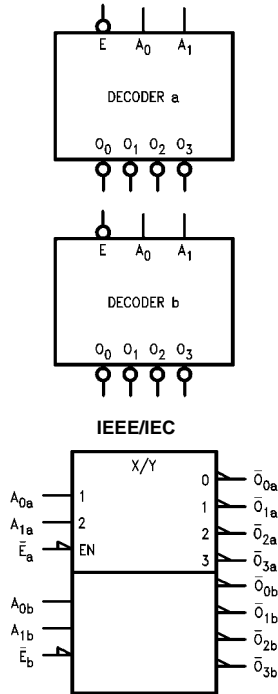 E A₀ A₁
DECODER a
O₀ O₁ O₂ O₃
E A₀ A₁
DECODER b
O₀ O₁ O₂ O₃
IEEE/IEC
X/Y
0 Ō₀ₐ
A₀ₐ 1
1 Ō₁ₐ
A₁ₐ 2
2 Ō₂ₐ
Ēₐ EN
3 Ō₃ₐ
Ō₀b
A₀b
Ō₁b
A₁b
Ō₂b
Ēb
Ō₃b